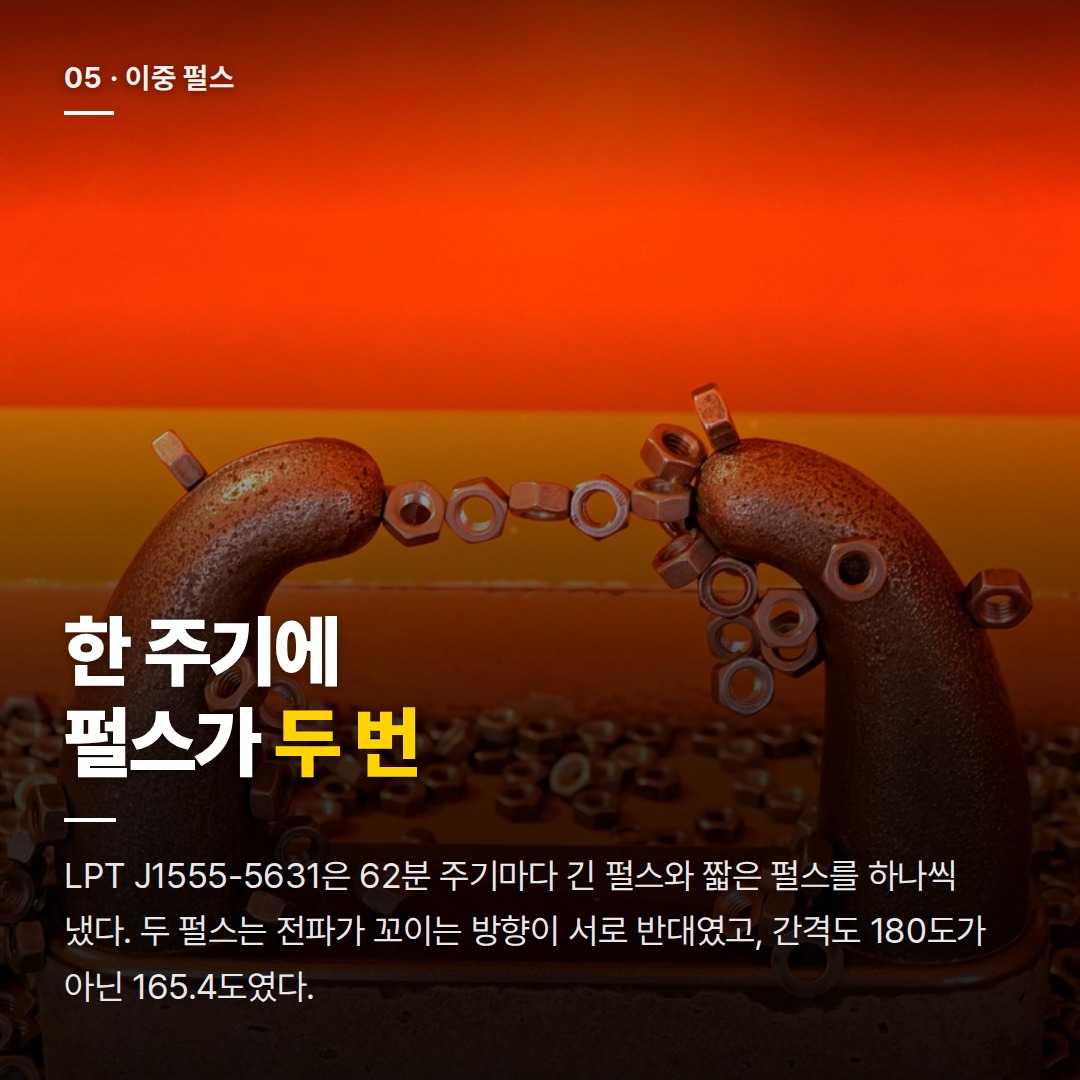 05 · 이중 펄스
한 주기에
펄스가 두 번
LPT J1555-5631은 62분 주기마다 긴 펄스와 짧은 펄스를 하나씩
냈다. 두 펄스는 전파가 꼬이는 방향이 서로 반대였고, 간격도 180도가
아닌 165.4도였다.